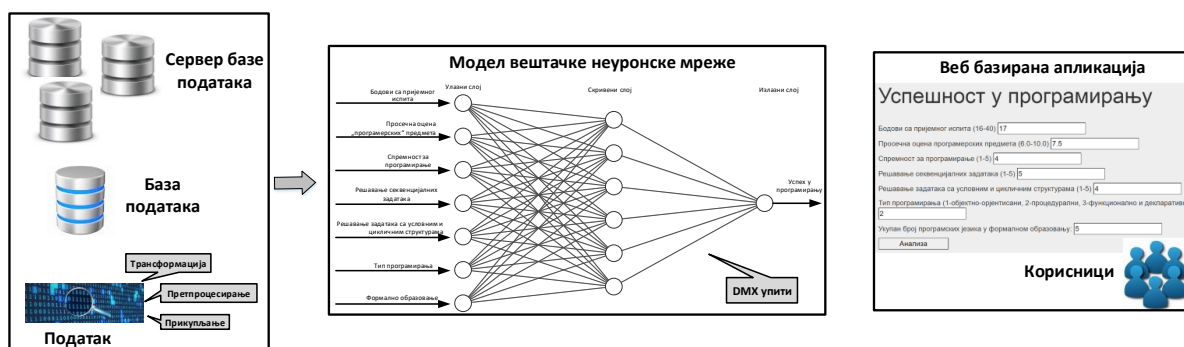 Сервер базе
података
База
података
Трансформација
Претпроцесирање
Прикупљање
Податак
Модел вештачке неуронске мреже
Улазни слој
Скривени слој
Излазни слој
Бодови са пријемног
испита
Просечна оцена
„програмерских" предмета
Спремност за
програмирање
Решавање секвенцијалних
задатака
Решавање задатака са условним и
цикличним структурама
Тип програмирања
Формално образовање
Успех у
програмирању
DMX упити
Веб базирана апликација
Успешност у програмирању
Бодови са пријемног испита (16-40) 17
Просечна оцена програмерских предмета (6.0-10.0) 7.5
Спремност за програмирање (1-5) 4
Решавање секвенцијалних задатака (1-5) 5
Решавање задатака са условним и цикличним структурама (1-5) 4
Тип програмирања (1-објектно-орјентисани, 2-процедурални, 3-функционално и декларативн
2
Укупан број програмских језика у формалном образовању: 5
Анализа
Корисници